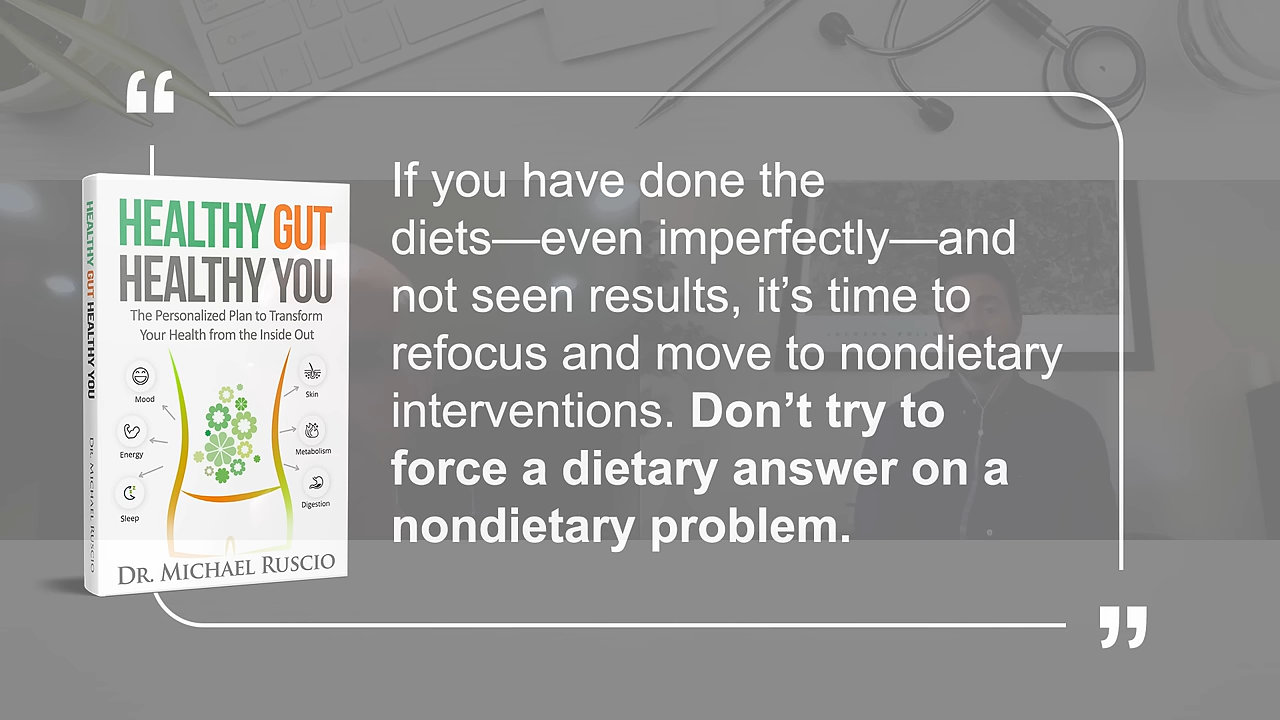 “
HEALTHY GUT
HEALTHY YOU
The Personalized Plan to Transform
Your Health from the Inside Out
Mood
Energy
Sleep
Skin
Metabolism
Digestion
DR. MICHAEL RUSCIO
HEALTHY GUT HEALTHY YOU
DR. MICHAEL RUSCIO
If you have done the
diets—even imperfectly—and
not seen results, it’s time to
refocus and move to nondietary
interventions. Don’t try to
force a dietary answer on a
nondietary problem.
”